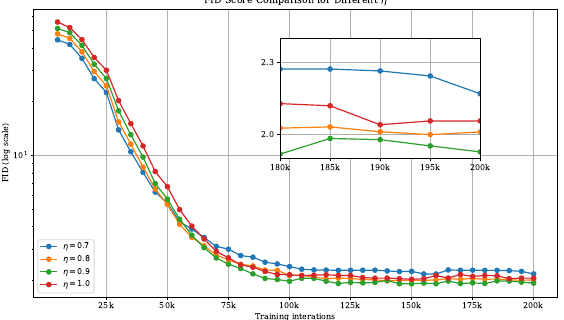 FID Score Comparison for Different η
FID (log scale)
10¹
2.3
2.0
180k 185k 190k 195k 200k
η = 0.7
η = 0.8
η = 0.9
η = 1.0
25k 50k 75k 100k 125k 150k 175k 200k
Training interations